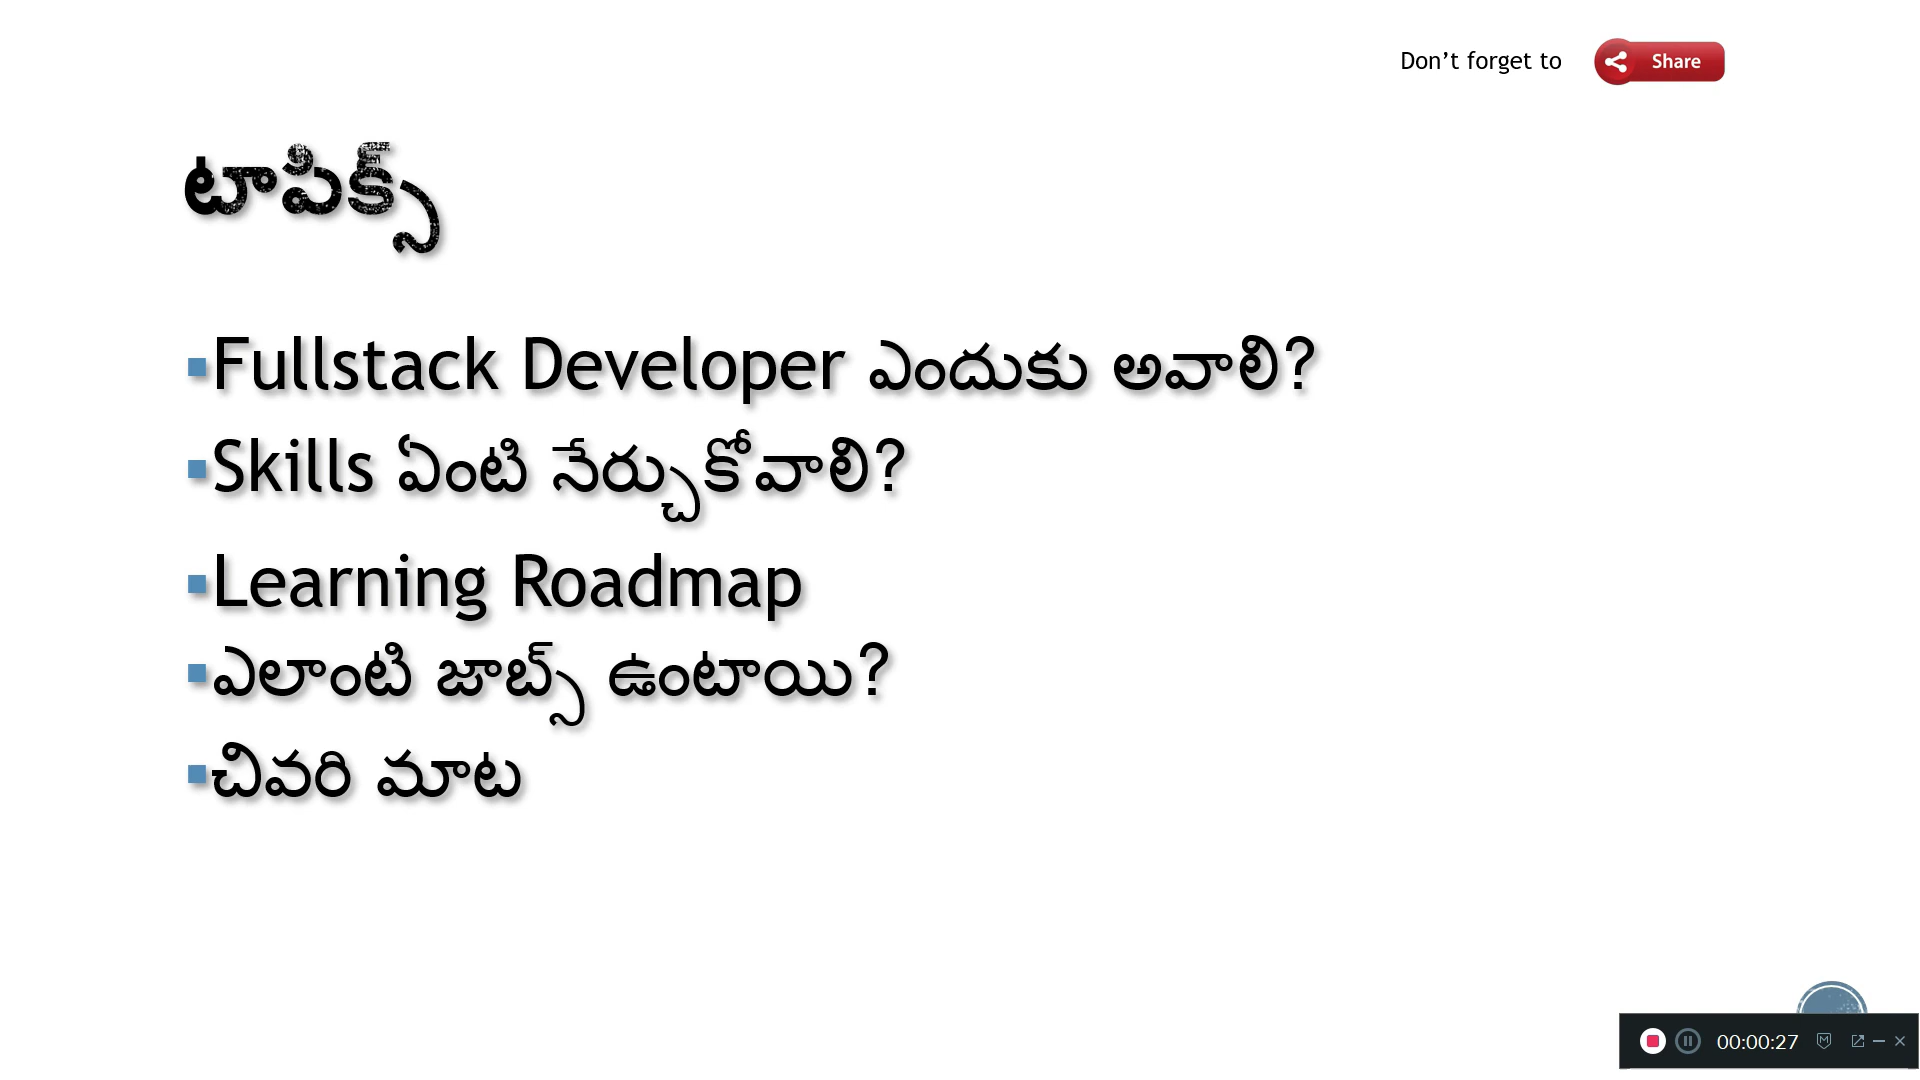 Don’t forget to Share
టాపిక్స్
▪Fullstack Developer ఎందుకు అవాలి?
▪Skills ఏంటి నేర్చుకోవాలి?
▪Learning Roadmap
▪ఎలాంటి జాబ్స్ ఉంటాయి?
▪చివరి మాట
00:00:27